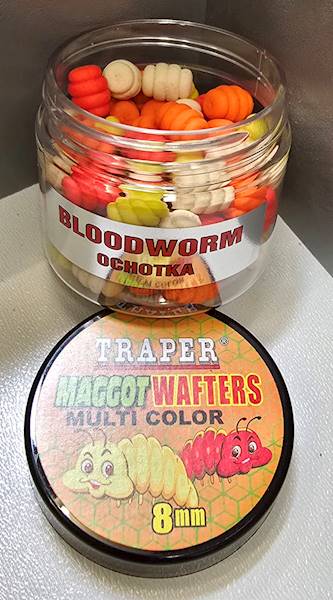 BLOODWORM
OCHOTKA
TRAPER®
MAGGOT WAFTERS
MULTI COLOR
8mm